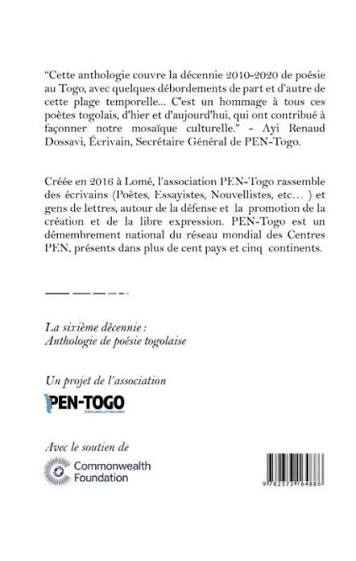 “Cette anthologie couvre la décennie 2010-2020 de poésie
au Togo, avec quelques débordements de part et d'autre de
cette plage temporelle... C'est un hommage à tous ces
poètes togolais, d'hier et d'aujourd'hui, qui ont contribué à
façonner notre mosaïque culturelle.” - Ayi Renaud
Dossavi, Écrivain, Secrétaire Général de PEN-Togo.
Créée en 2016 à Lomé, l'association PEN-Togo rassemble
des écrivains (Poètes, Essayistes, Nouvellistes, etc… ) et
gens de lettres, autour de la défense et la promotion de la
création et de la libre expression. PEN-Togo est un
démembrement national du réseau mondial des Centres
PEN, présents dans plus de cent pays et cinq continents.
La sixième décennie :
Anthologie de poésie togolaise
Un projet de l'association
PEN-TOGO
Avec le soutien de
Commonwealth
Foundation
9 782373 164886